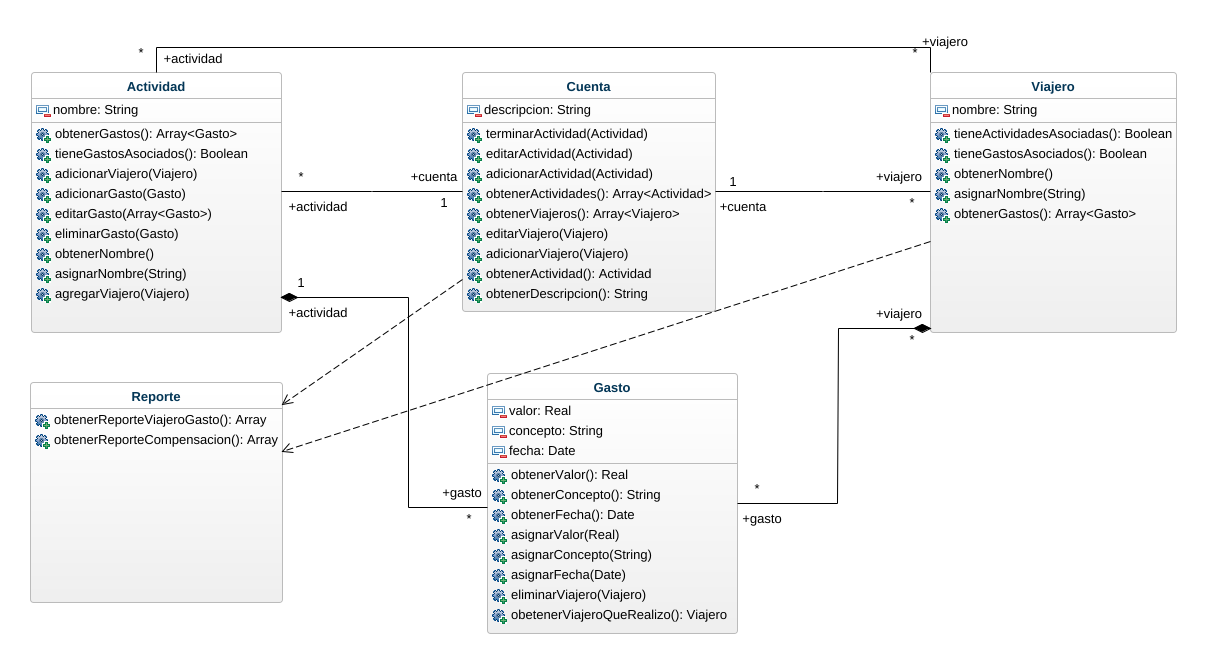 * +actividad
+viajero
*
Actividad
nombre: String
obtenerGastos(): Array<Gasto>
tieneGastosAsociados(): Boolean
adicionarViajero(Viajero)
adicionarGasto(Gasto)
editarGasto(Array<Gasto>)
eliminarGasto(Gasto)
obtenerNombre()
asignarNombre(String)
agregarViajero(Viajero)
* +cuenta
+actividad 1
Cuenta
descripcion: String
terminarActividad(Actividad)
editarActividad(Actividad)
adicionarActividad(Actividad)
obtenerActividades(): Array<Actividad>
obtenerViajeros(): Array<Viajero>
editarViajero(Viajero)
adicionarViajero(Viajero)
obtenerActividad(): Actividad
obtenerDescripcion(): String
1 +viajero
+cuenta *
Viajero
nombre: String
tieneActividadesAsociadas(): Boolean
tieneGastosAsociados(): Boolean
obtenerNombre()
asignarNombre(String)
obtenerGastos(): Array<Gasto>
1
+actividad
+viajero
*
Reporte
obtenerReporteViajeroGasto(): Array
obtenerReporteCompensacion(): Array
+gasto
*
Gasto
valor: Real
concepto: String
fecha: Date
obtenerValor(): Real
obtenerConcepto(): String
obtenerFecha(): Date
asignarValor(Real)
asignarConcepto(String)
asignarFecha(Date)
eliminarViajero(Viajero)
obetenerViajeroQueRealizo(): Viajero
*
+gasto